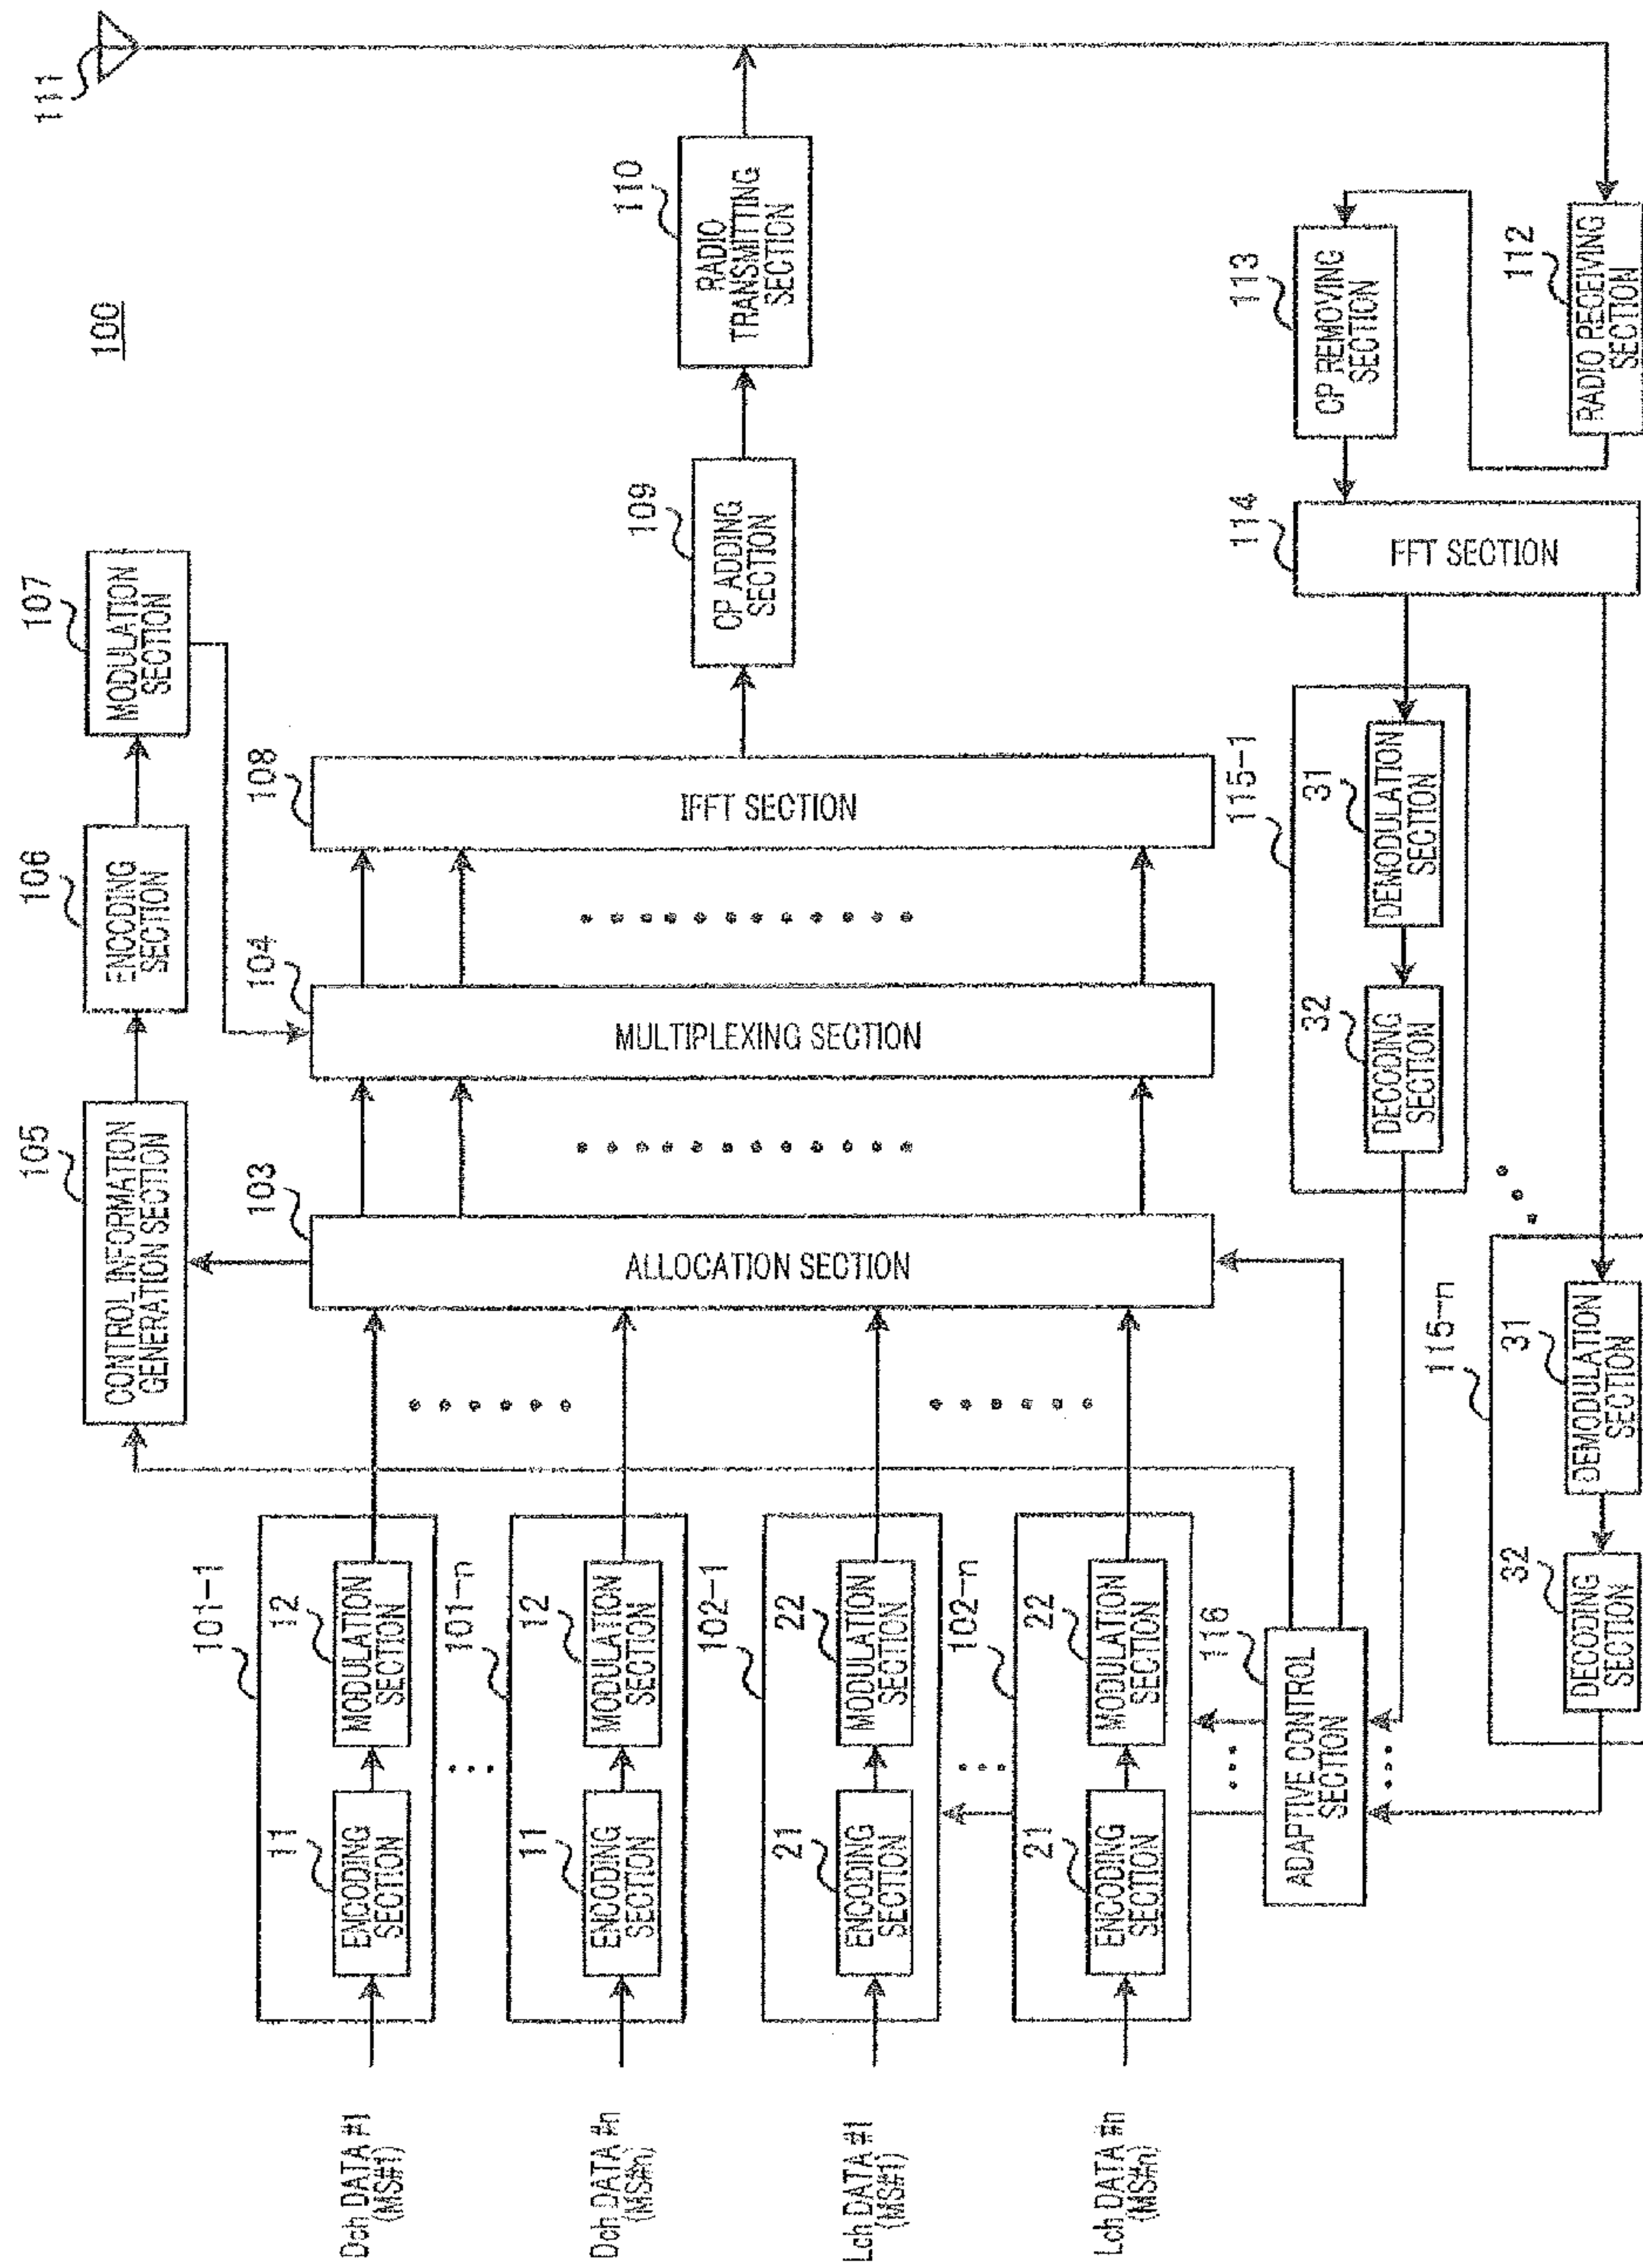 100
111
101-1
11
ENCODING
SECTION
12
MODULATION
SECTION
Dch DATA #1
(MS#1)
101-n
11
ENCODING
SECTION
12
MODULATION
SECTION
Dch DATA #n
(MS#n)
102-1
21
ENCODING
SECTION
22
MODULATION
SECTION
Lch DATA #1
(MS#1)
102-n
21
ENCODING
SECTION
22
MODULATION
SECTION
Lch DATA #n
(MS#n)
103
ALLOCATION SECTION
104
MULTIPLEXING SECTION
105
CONTROL INFORMATION
GENERATION SECTION
106
ENCODING
SECTION
107
MODULATION
SECTION
108
IFFT SECTION
109
CP ADDING
SECTION
110
RADIO
TRANSMITTING
SECTION
112
RADIO RECEIVING
SECTION
113
CP REMOVING
SECTION
114
FFT SECTION
115-1
31
DEMODULATION
SECTION
32
DECODING
SECTION
115-n
31
DEMODULATION
SECTION
32
DECODING
SECTION
116
ADAPTIVE CONTROL
SECTION